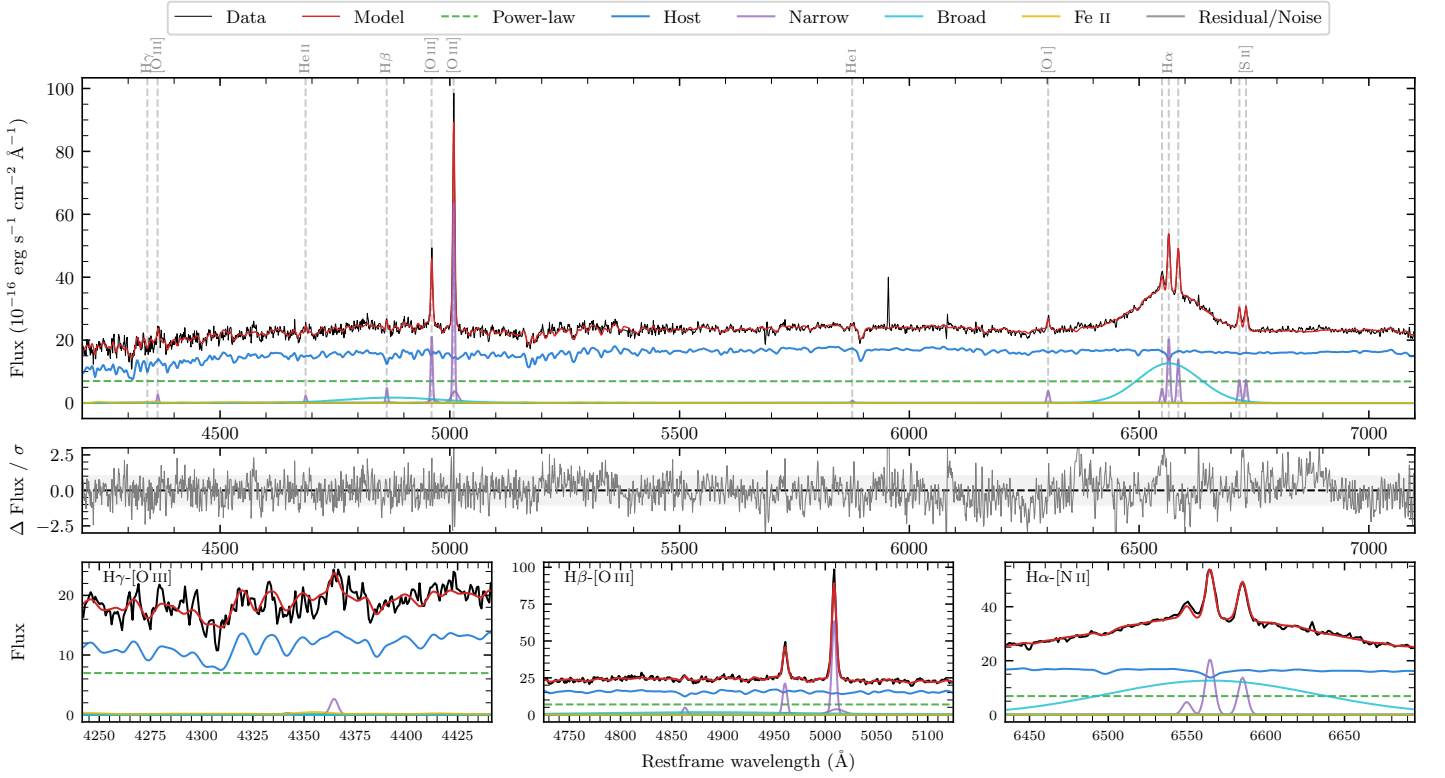 Data Model Power-law Host Narrow Broad Fe II Residual/Noise
Hγ [O III] He II Hβ [O III] [O III] He I [O I] Hα [S II]
Flux (10⁻¹⁶ erg s⁻¹ cm⁻² Å⁻¹)
100
80
60
40
20
0
4500 5000 5500 6000 6500 7000
Δ Flux / σ
2.5
0.0
−2.5
4500 5000 5500 6000 6500 7000
Flux
Hγ-[O III]
20
10
0
4250 4275 4300 4325 4350 4375 4400 4425
Hβ-[O III]
100
75
50
25
0
4750 4800 4850 4900 4950 5000 5050 5100
Hα-[N II]
40
20
0
6450 6500 6550 6600 6650
Restframe wavelength (Å)